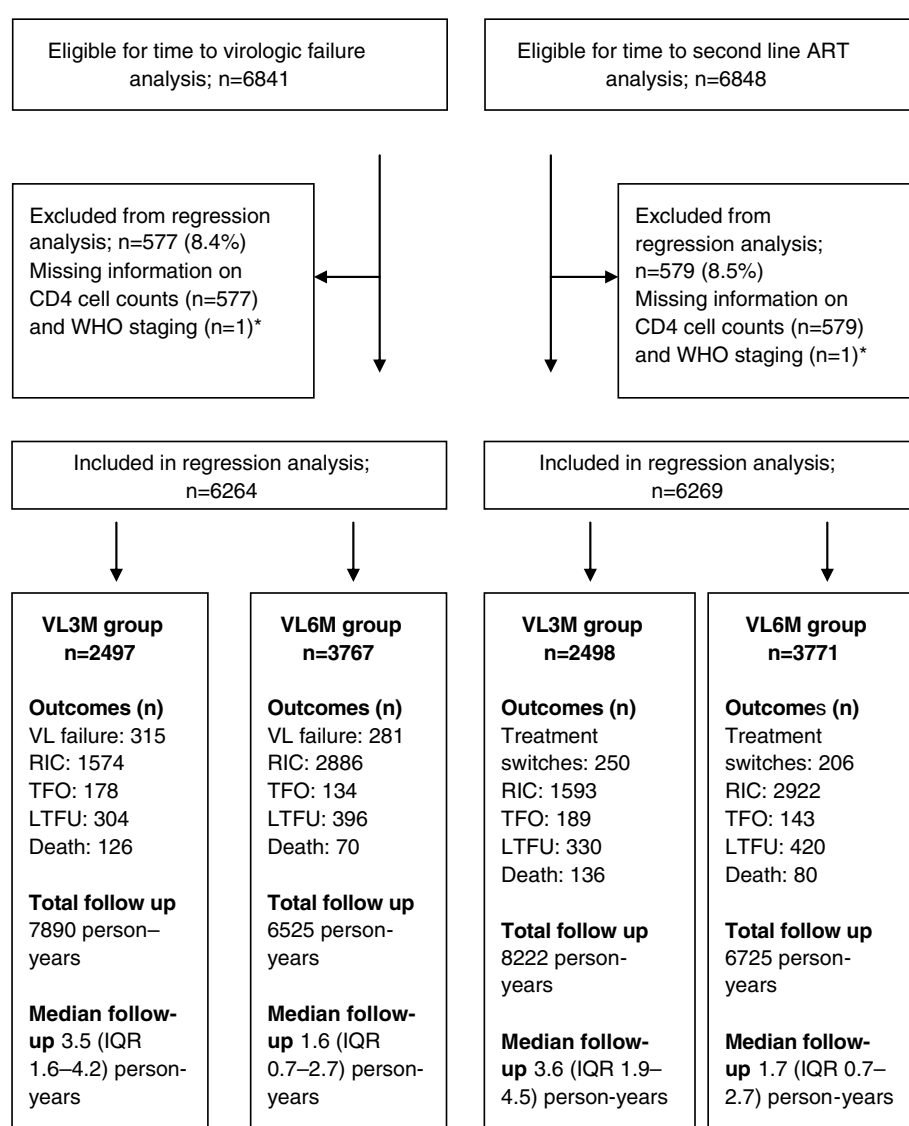 Eligible for time to virologic failure
analysis; n=6841
Eligible for time to second line ART
analysis; n=6848
Excluded from regression
analysis; n=577 (8.4%)
Missing information on
CD4 cell counts (n=577)
and WHO staging (n=1)*
Excluded from
regression analysis;
n=579 (8.5%)
Missing information on
CD4 cell counts (n=579)
and WHO staging (n=1)*
Included in regression analysis;
n=6264
Included in regression analysis;
n=6269
VL3M group
n=2497
Outcomes (n)
VL failure: 315
RIC: 1574
TFO: 178
LTFU: 304
Death: 126
Total follow up
7890 person–
years
Median follow-
up 3.5 (IQR
1.6–4.2) person-
years
VL6M group
n=3767
Outcomes (n)
VL failure: 281
RIC: 2886
TFO: 134
LTFU: 396
Death: 70
Total follow up
6525 person-
years
Median follow-
up 1.6 (IQR
0.7–2.7) person-
years
VL3M group
n=2498
Outcomes (n)
Treatment
switches: 250
RIC: 1593
TFO: 189
LTFU: 330
Death: 136
Total follow up
8222 person-
years
Median follow-
up 3.6 (IQR 1.9–
4.5) person-years
VL6M group
n=3771
Outcomes (n)
Treatment
switches: 206
RIC: 2922
TFO: 143
LTFU: 420
Death: 80
Total follow up
6725 person-
years
Median follow-
up 1.7 (IQR 0.7–
2.7) person-years